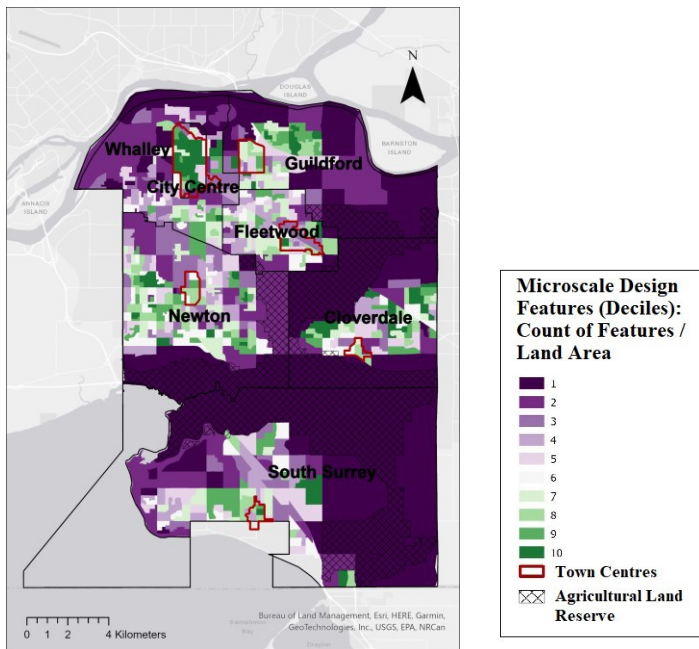 N
DOUGLAS
ISLAND
BARNSTON
ISLAND
Whalley
Guildford
City Centre
ANNACIS
ISLAND
Fleetwood
Newton
Cloverdale
South Surrey
Bureau of Land Management, Esri, HERE, Garmin,
GeoTechnologies, Inc., USGS, EPA, NRCan
0 1 2 4 Kilometers
Microscale Design
Features (Deciles):
Count of Features /
Land Area
1
2
3
4
5
6
7
8
9
10
Town Centres
Agricultural Land
Reserve